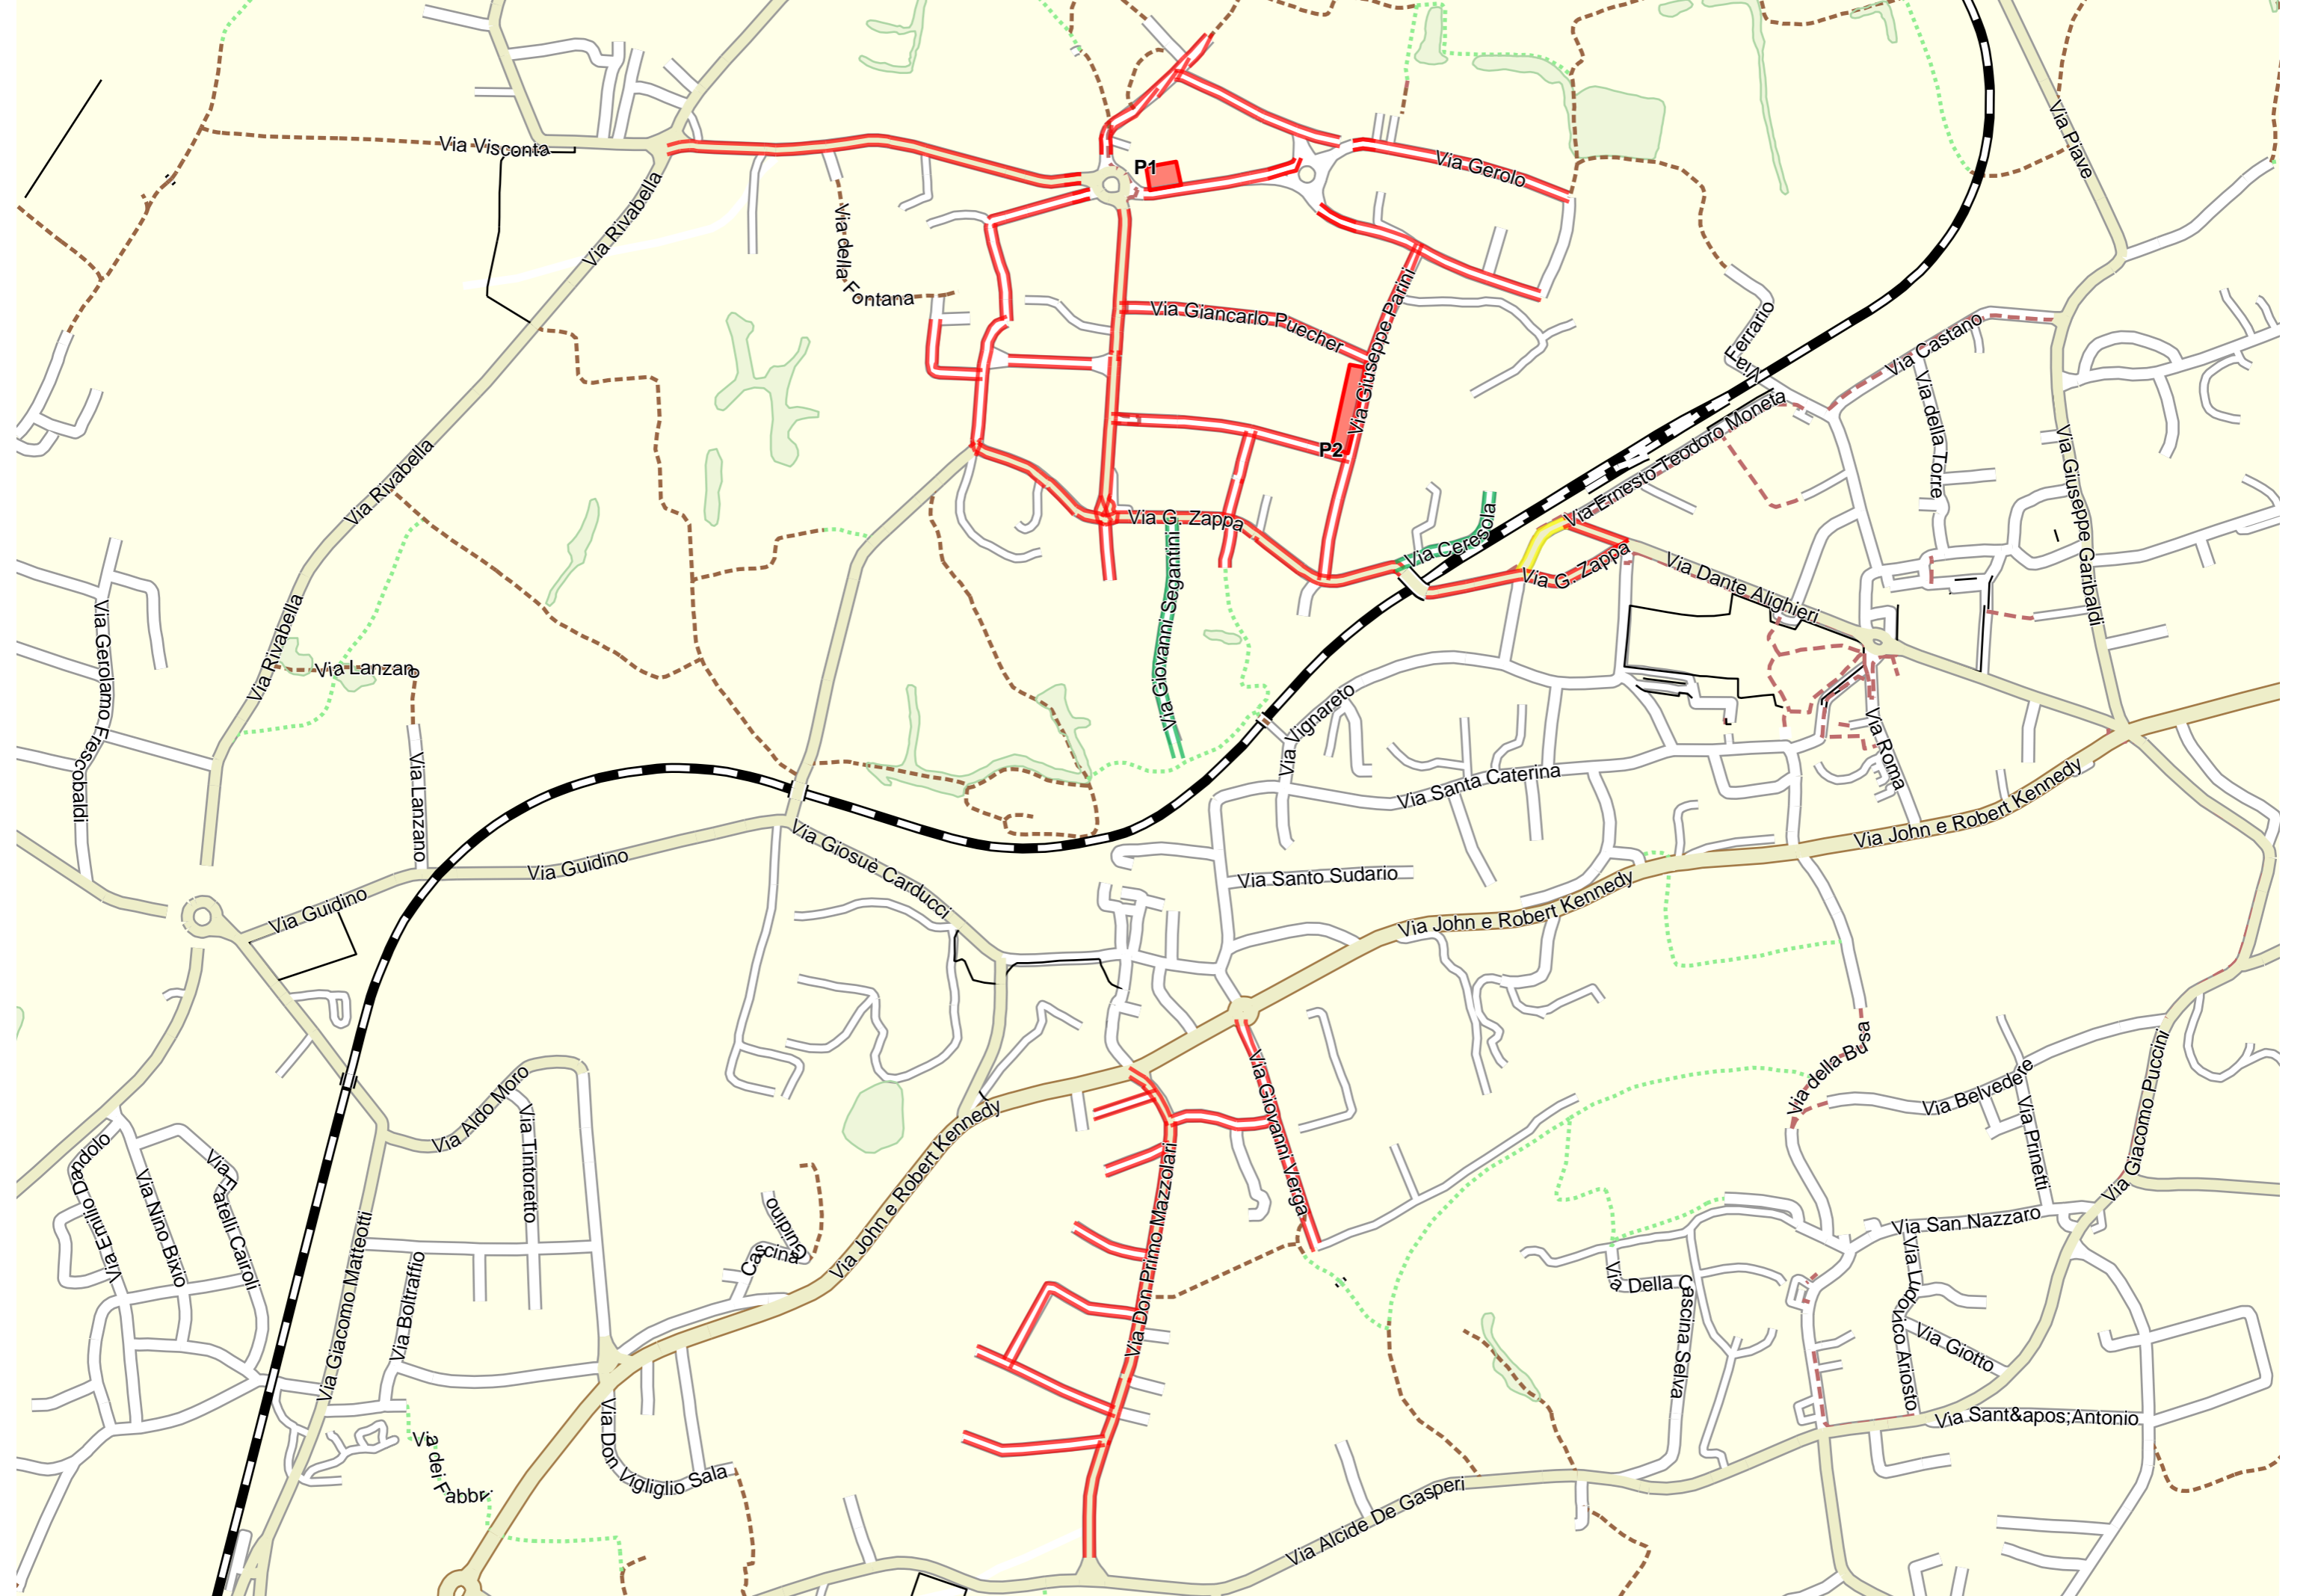 Via Visconta
P1
Via Gerolo
Via Piave
Via Rivabella
Via della Fontana
Via Giancarlo Puecher
Via Giuseppe Parini
Via Ferrario
Via Castano
Via della Torre
Via Ernesto Teodoro Moneta
P2
Via Rivabella
Via G. Zappa
Via Giuseppe Garibaldi
Via Ceresola
Via G. Zappa
Via Dante Alighieri
Via Giovanni Segantini
Via Gerolamo Frescobaldi
Via Rivabella
Via Lanzano
Via Vignareto
Via Roma
Via Lanzano
Via Santa Caterina
Via John e Robert Kennedy
Via Giosuè Carducci
Via Guidino
Via Santo Sudario
Via Guidino
Via John e Robert Kennedy
Via della Busa
Via Giovanni Verga
Via Aldo Moro
Via Tintoretto
Via Belvedere
Via Prinetti
Via Giacomo Puccini
Via John e Robert Kennedy
Via Emilio Dandolo
Via Nino Bixio
Via Fratelli Cairoli
Via Don Primo Mazzolari
Cascina Guidino
Via San Nazzaro
Via Giacomo Matteotti
Via Boltraffio
Via Della Cascina Selva
Via Ludovico Ariosto
Via Giotto
Via Sant&apos;Antonio
Via dei Fabbri
Via Don Vigliglio Sala
Via Alcide De Gasperi